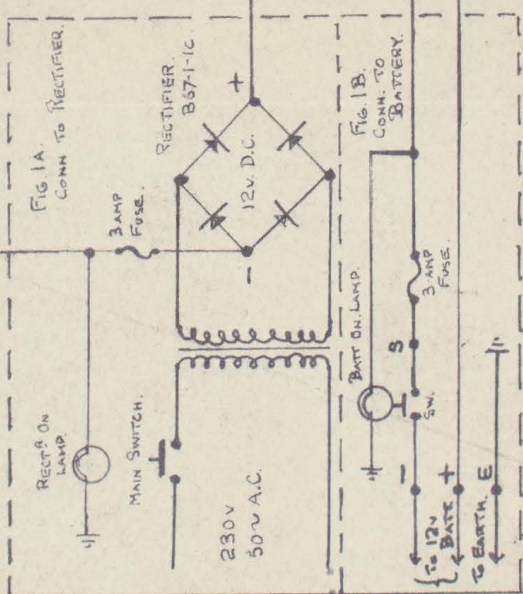 FIG. 1A.
CONN TO RECTIFIER.
RECTIFIER.
B67-1-1C.
+
12V. D.C.
-
3 AMP
FUSE.
RECTR ON
LAMP.
MAIN SWITCH.
230V
50~ A.C.
FIG. 1B.
CONN. TO
BATTERY.
BATT ON. LAMP.
3 AMP
FUSE.
S
SW.
-
+
E
TO 12V
BATT
TO EARTH.